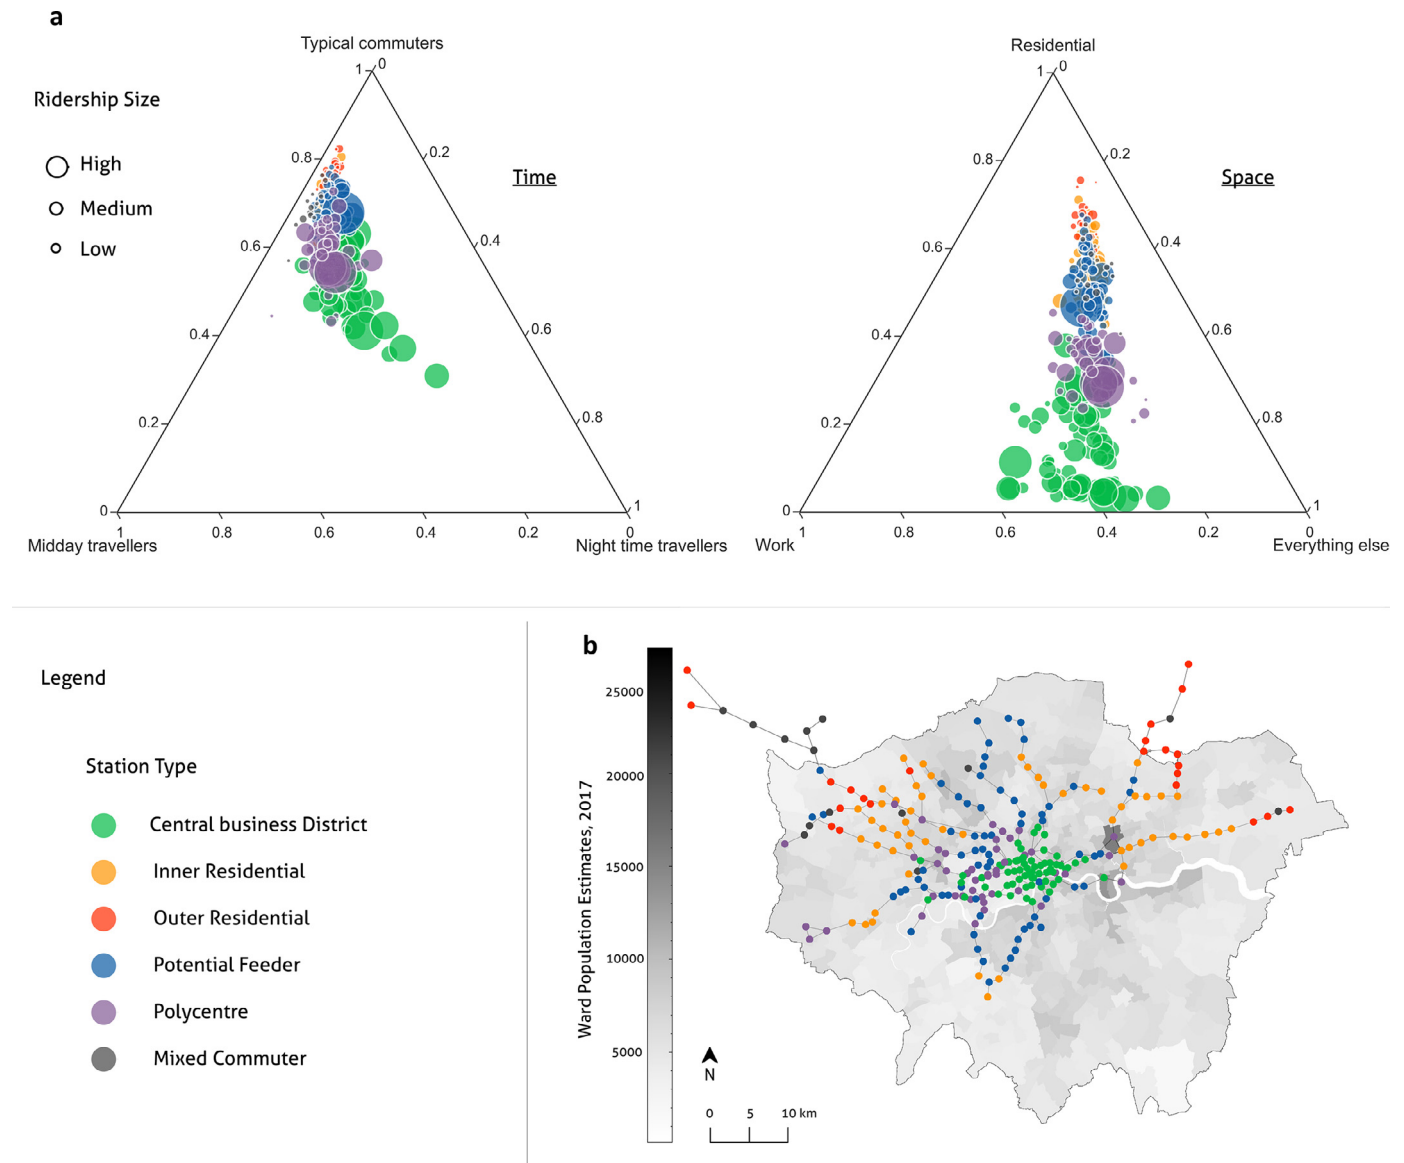 a
Typical commuters
1 0
0.8
0.2
0.6
0.4
0.4
0.6
0.2
0.8
0
1
1 0.8 0.6 0.4 0.2 0
Midday travellers
Night time travellers
Time
Ridership Size
High
Medium
Low
Residential
1 0
0.8
0.2
0.6
0.4
0.4
0.6
0.2
0.8
0
1
1 0.8 0.6 0.4 0.2 0
Work
Everything else
Space
Legend
Station Type
Central business District
Inner Residential
Outer Residential
Potential Feeder
Polycentre
Mixed Commuter
b
Ward Population Estimates, 2017
25000
20000
15000
10000
5000
N
0 5 10 km